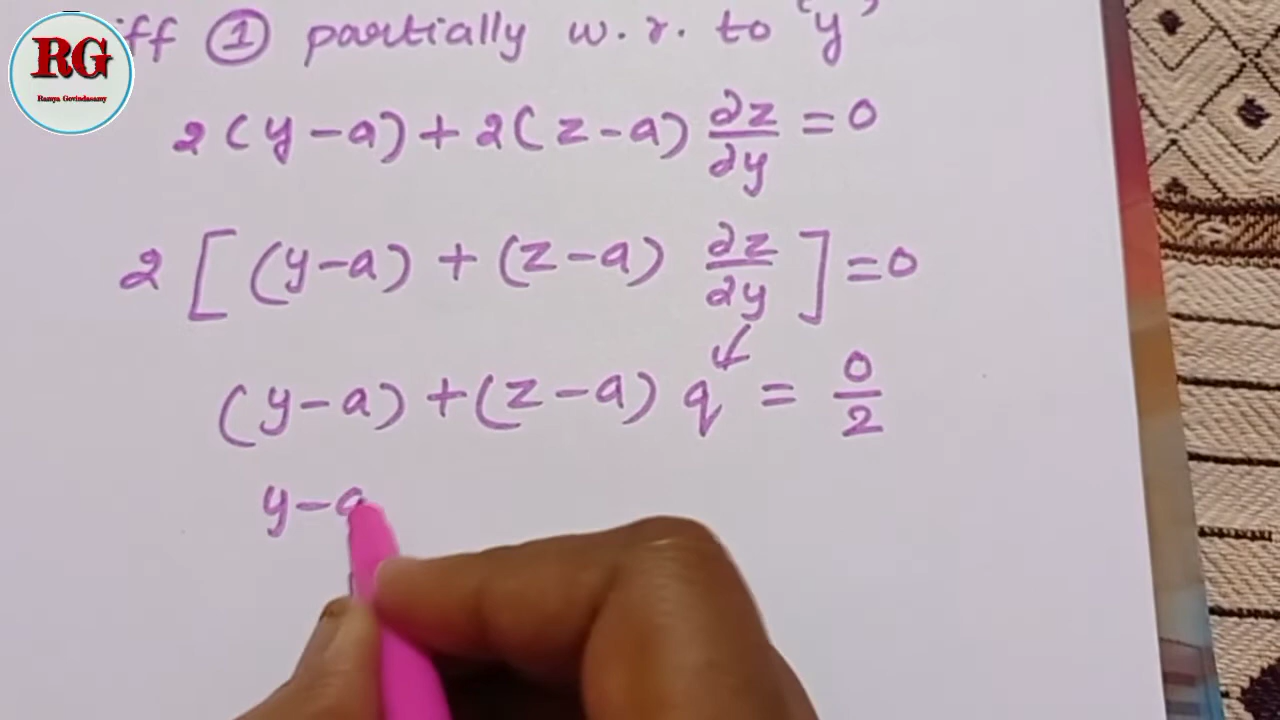 RG
Ramya Govindasamy
iff ① partially w.r. to 'y'
2(y-a)+2(z-a) ∂z/∂y =0
2[(y-a)+(z-a) ∂z/∂y]=0
(y-a)+(z-a) q = 0/2
y-a